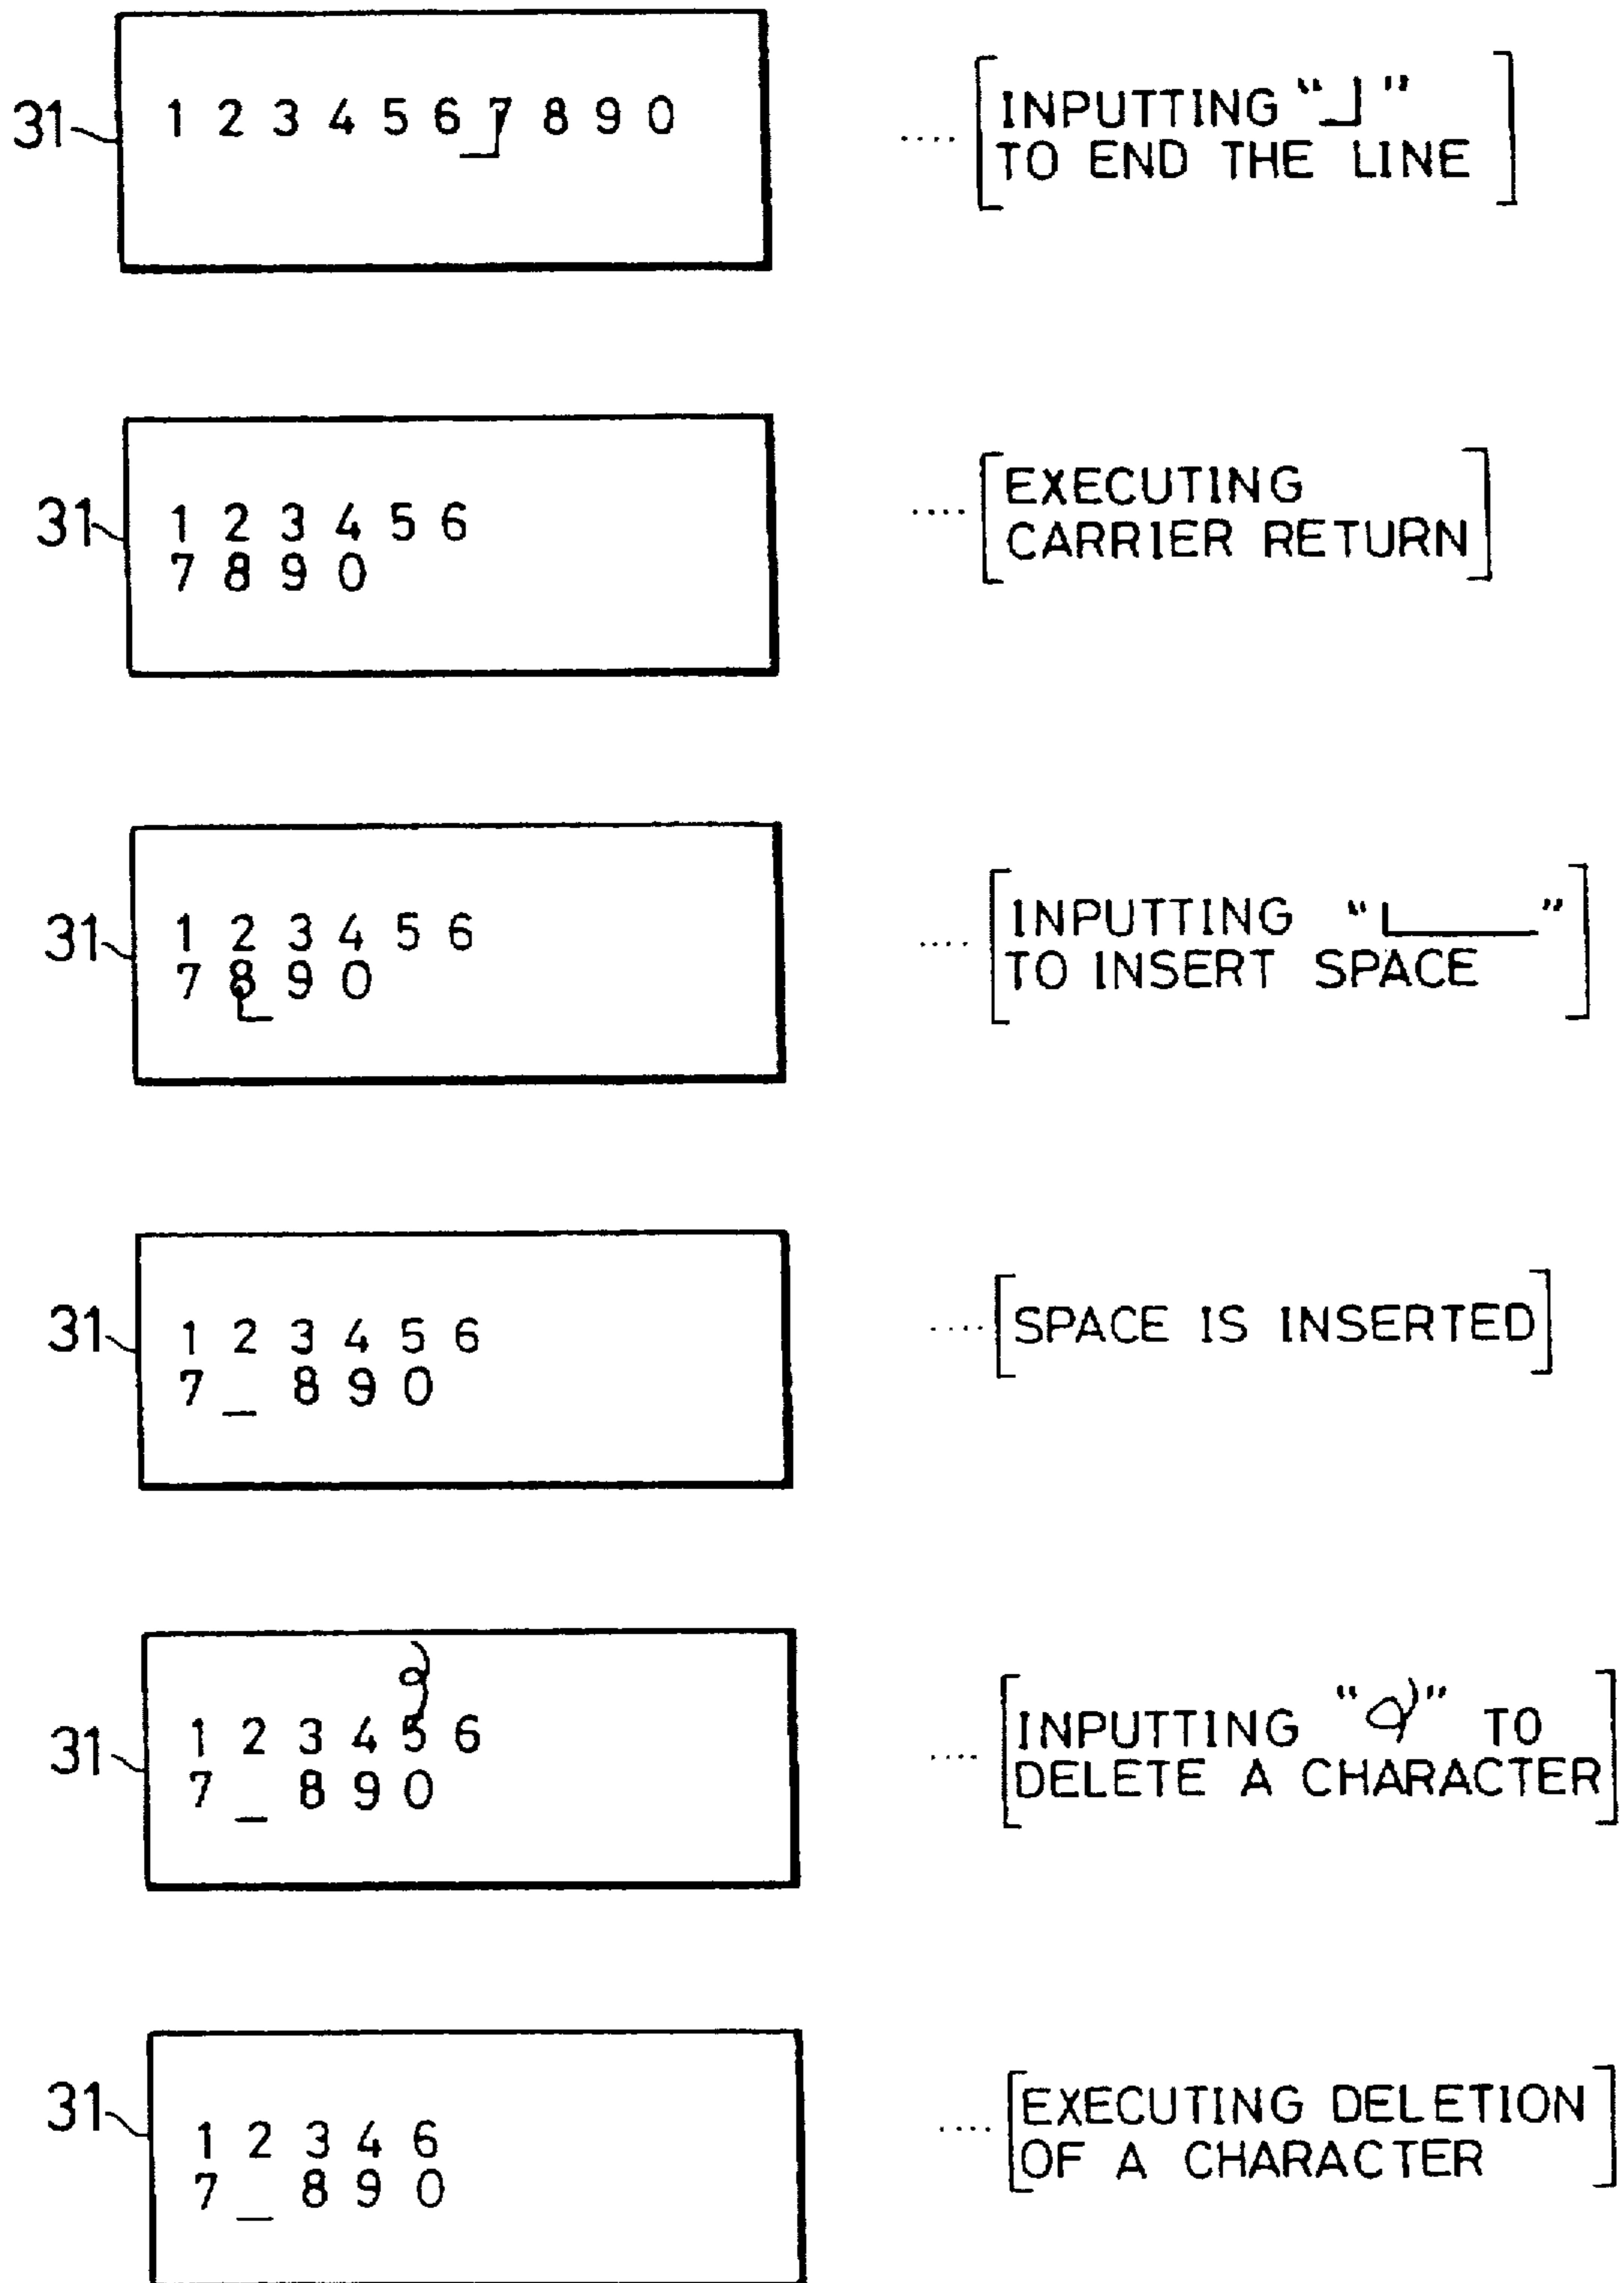 31 1 2 3 4 5 6 7 8 9 0 .... [INPUTTING "⏌"
TO END THE LINE]
31 1 2 3 4 5 6 .... [EXECUTING
7 8 9 0 CARRIER RETURN]
31 1 2 3 4 5 6 .... [INPUTTING "|_____"
7 8 9 0 TO INSERT SPACE]
31 1 2 3 4 5 6 .... [SPACE IS INSERTED]
7 _ 8 9 0
31 1 2 3 4 5 6 .... [INPUTTING " " TO
7 _ 8 9 0 DELETE A CHARACTER]
31 1 2 3 4 6 .... [EXECUTING DELETION
7 _ 8 9 0 OF A CHARACTER]